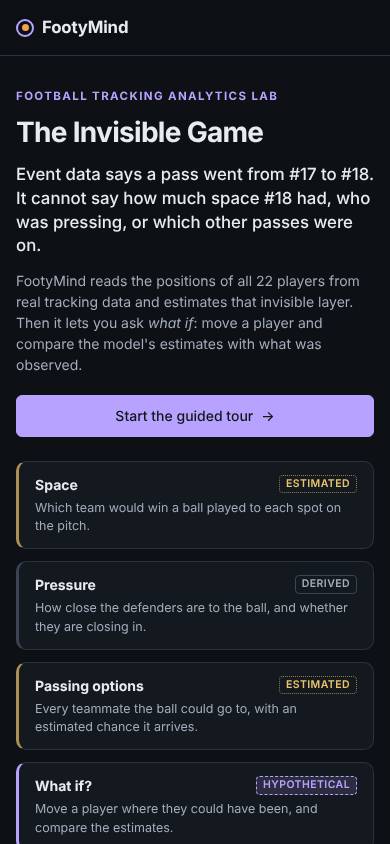 FootyMind
FOOTBALL TRACKING ANALYTICS LAB
The Invisible Game
Event data says a pass went from #17 to #18.
It cannot say how much space #18 had, who
was pressing, or which other passes were
on.
FootyMind reads the positions of all 22 players from
real tracking data and estimates that invisible layer.
Then it lets you ask what if: move a player and
compare the model's estimates with what was
observed.
Start the guided tour →
Space ESTIMATED
Which team would win a ball played to each spot on
the pitch.
Pressure DERIVED
How close the defenders are to the ball, and whether
they are closing in.
Passing options ESTIMATED
Every teammate the ball could go to, with an
estimated chance it arrives.
What if? HYPOTHETICAL
Move a player where they could have been, and
compare the estimates.